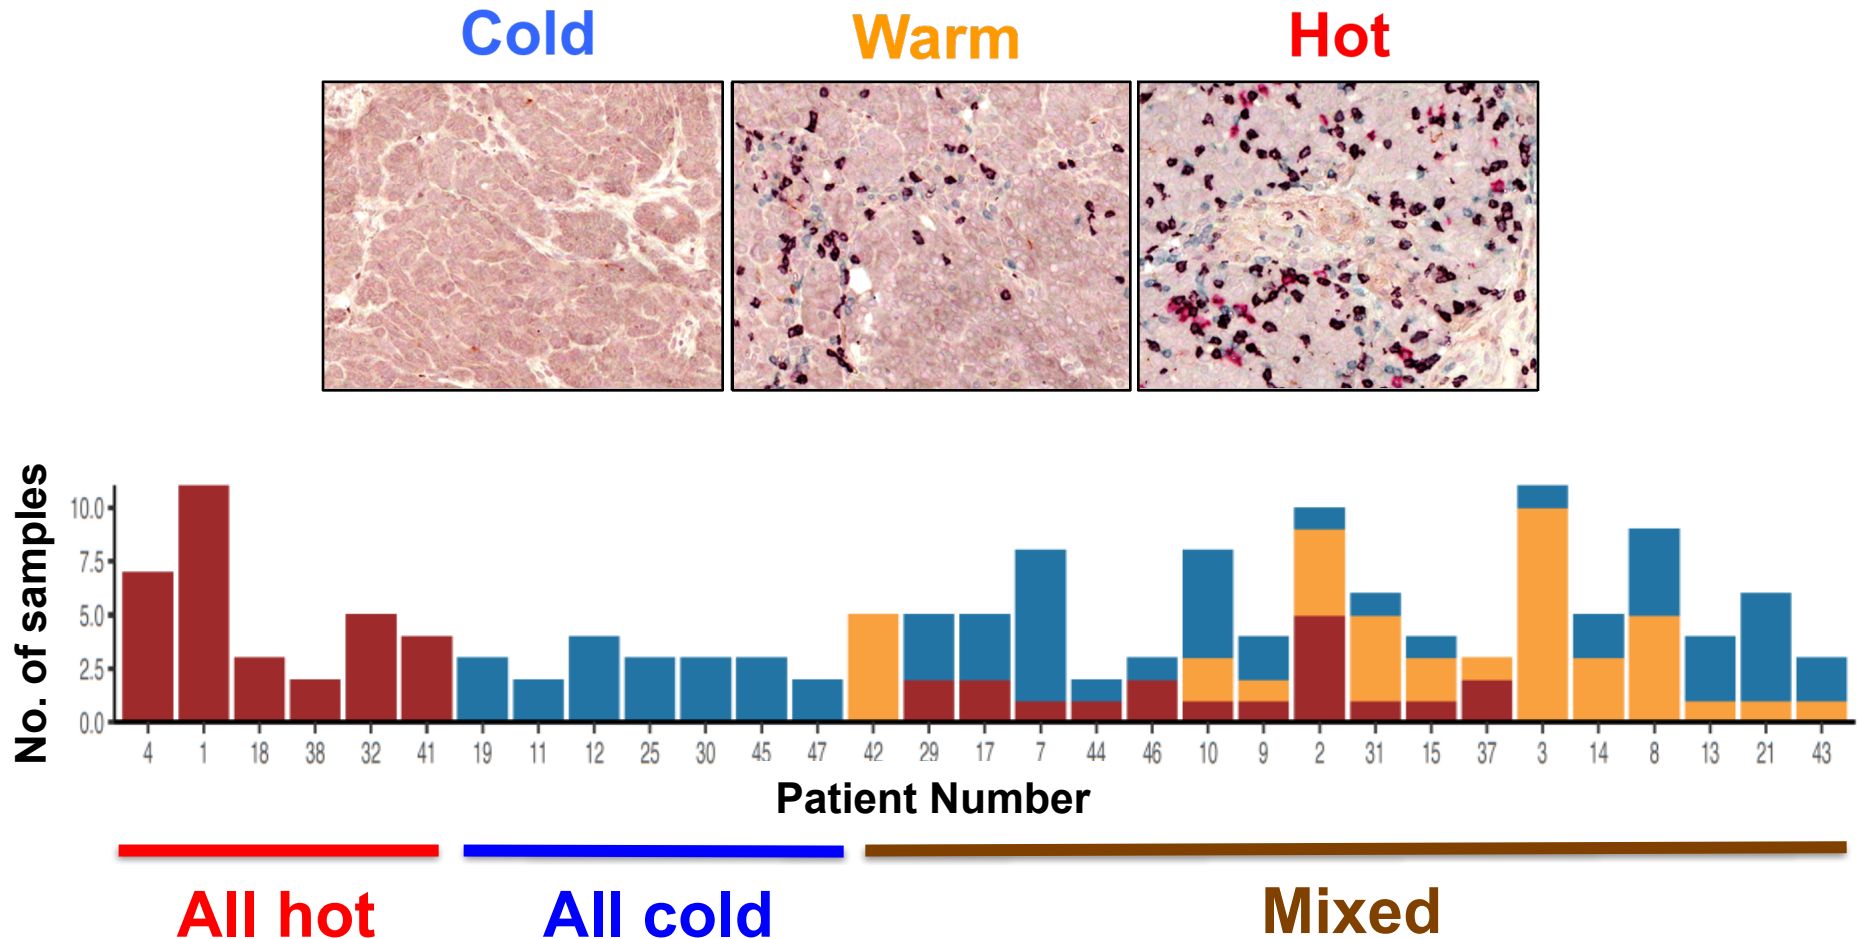 Cold Warm Hot
No. of samples
10.0
7.5
5.0
2.5
0.0
4 1 18 38 32 41 19 11 12 25 30 45 47 42 29 17 7 44 46 10 9 2 31 15 37 3 14 8 13 21 43
Patient Number
All hot All cold Mixed